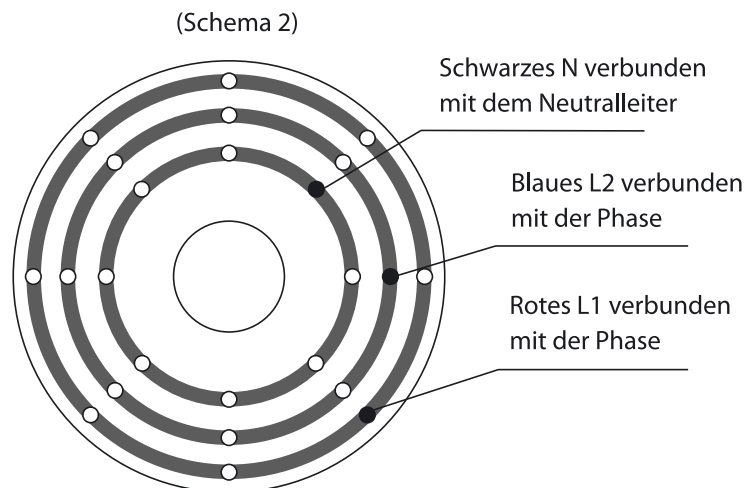 (Schema 2)
Schwarzes N verbunden
mit dem Neutralleiter
Blaues L2 verbunden
mit der Phase
Rotes L1 verbunden
mit der Phase